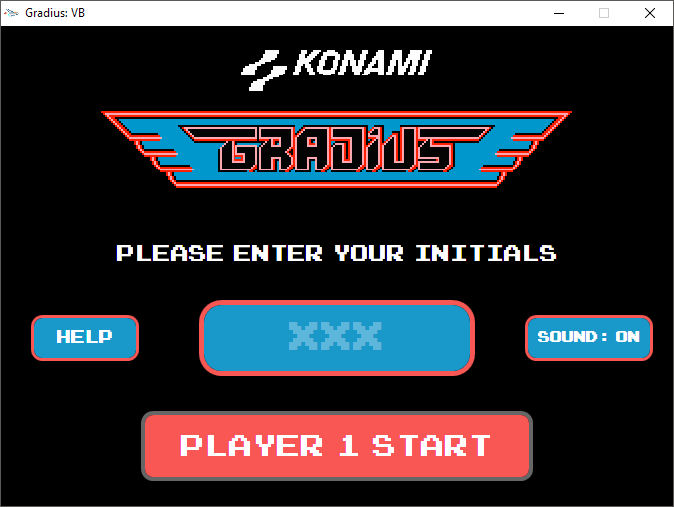 Gradius: VB
KONAMI
GRADIUS
PLEASE ENTER YOUR INITIALS
HELP
XXX
SOUND: ON
PLAYER 1 START